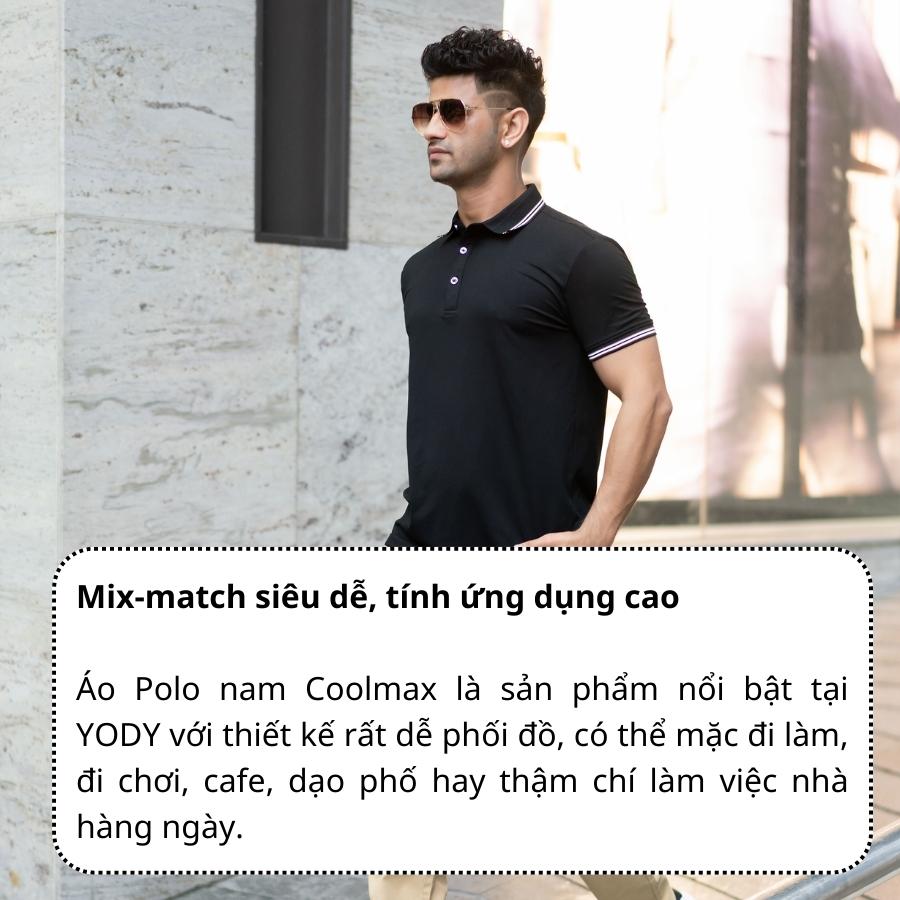 Mix-match siêu dễ, tính ứng dụng cao
Áo Polo nam Coolmax là sản phẩm nổi bật tại
YODY với thiết kế rất dễ phối đồ, có thể mặc đi làm,
đi chơi, cafe, dạo phố hay thậm chí làm việc nhà
hàng ngày.